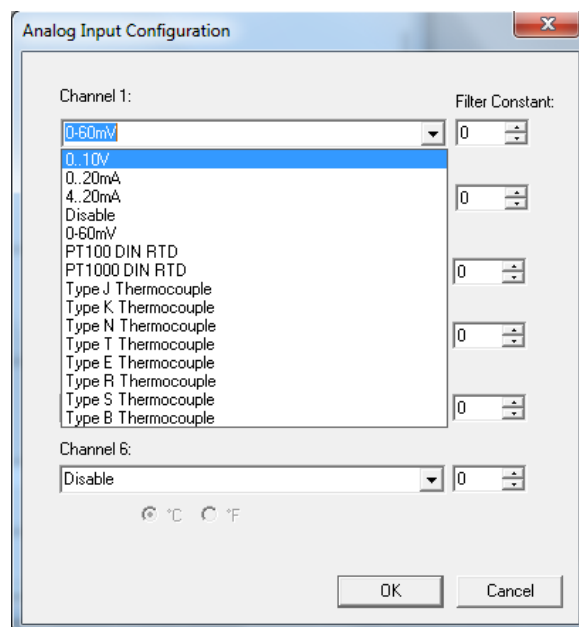 Analog Input Configuration
Channel 1:
Filter Constant:
0-60mV
0
0..10V
0..20mA
4..20mA
0
Disable
0-60mV
PT100 DIN RTD
PT1000 DIN RTD
0
Type J Thermocouple
Type K Thermocouple
Type N Thermocouple
0
Type T Thermocouple
Type E Thermocouple
Type R Thermocouple
Type S Thermocouple
0
Type B Thermocouple
Channel 6:
Disable
0
°C °F
OK Cancel